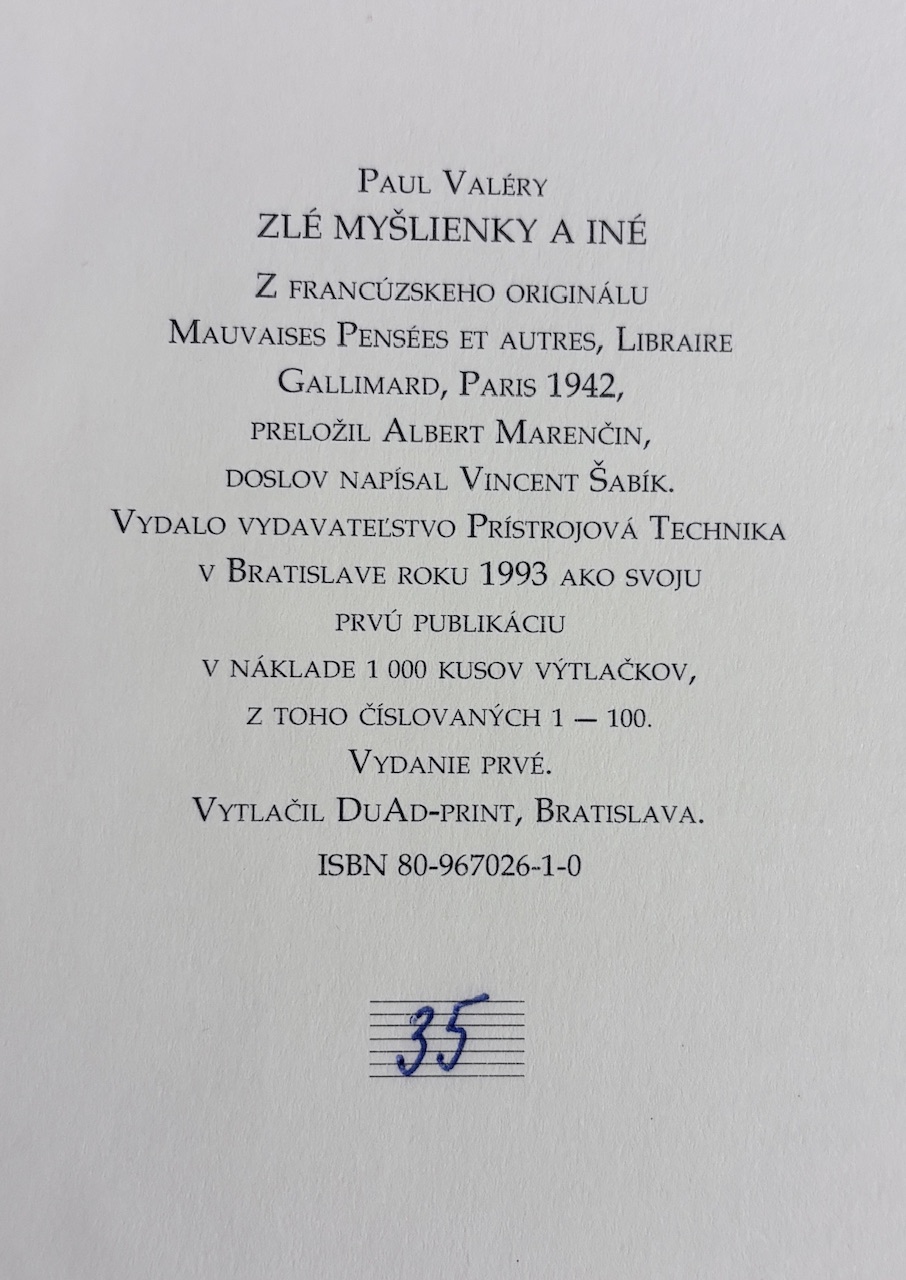 Paul Valéry
ZLÉ MYŠLIENKY A INÉ
Z francúzskeho originálu
Mauvaises Pensées et autres, Libraire
Gallimard, Paris 1942,
preložil Albert Marenčin,
doslov napísal Vincent Šabík.
Vydalo vydavateľstvo Prístrojová Technika
v Bratislave roku 1993 ako svoju
prvú publikáciu
v náklade 1 000 kusov výtlačkov,
z toho číslovaných 1 — 100.
Vydanie prvé.
Vytlačil DuAd-print, Bratislava.
ISBN 80-967026-1-0
35